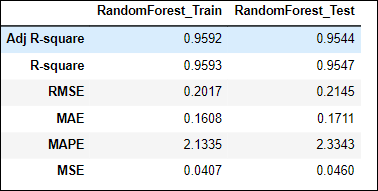 RandomForest_Train RandomForest_Test
Adj R-square 0.9592 0.9544
R-square 0.9593 0.9547
RMSE 0.2017 0.2145
MAE 0.1608 0.1711
MAPE 2.1335 2.3343
MSE 0.0407 0.0460